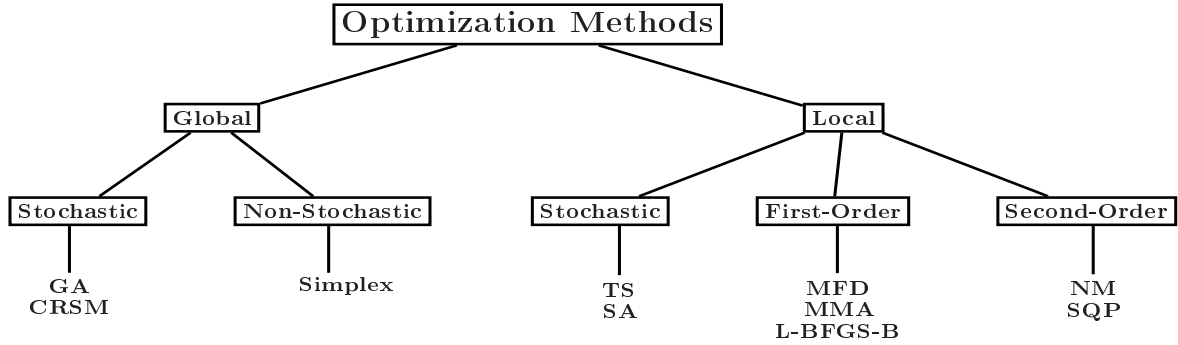 Optimization Methods
Global
Local
Stochastic
Non-Stochastic
Stochastic
First-Order
Second-Order
GA
CRSM
Simplex
TS
SA
MFD
MMA
L-BFGS-B
NM
SQP